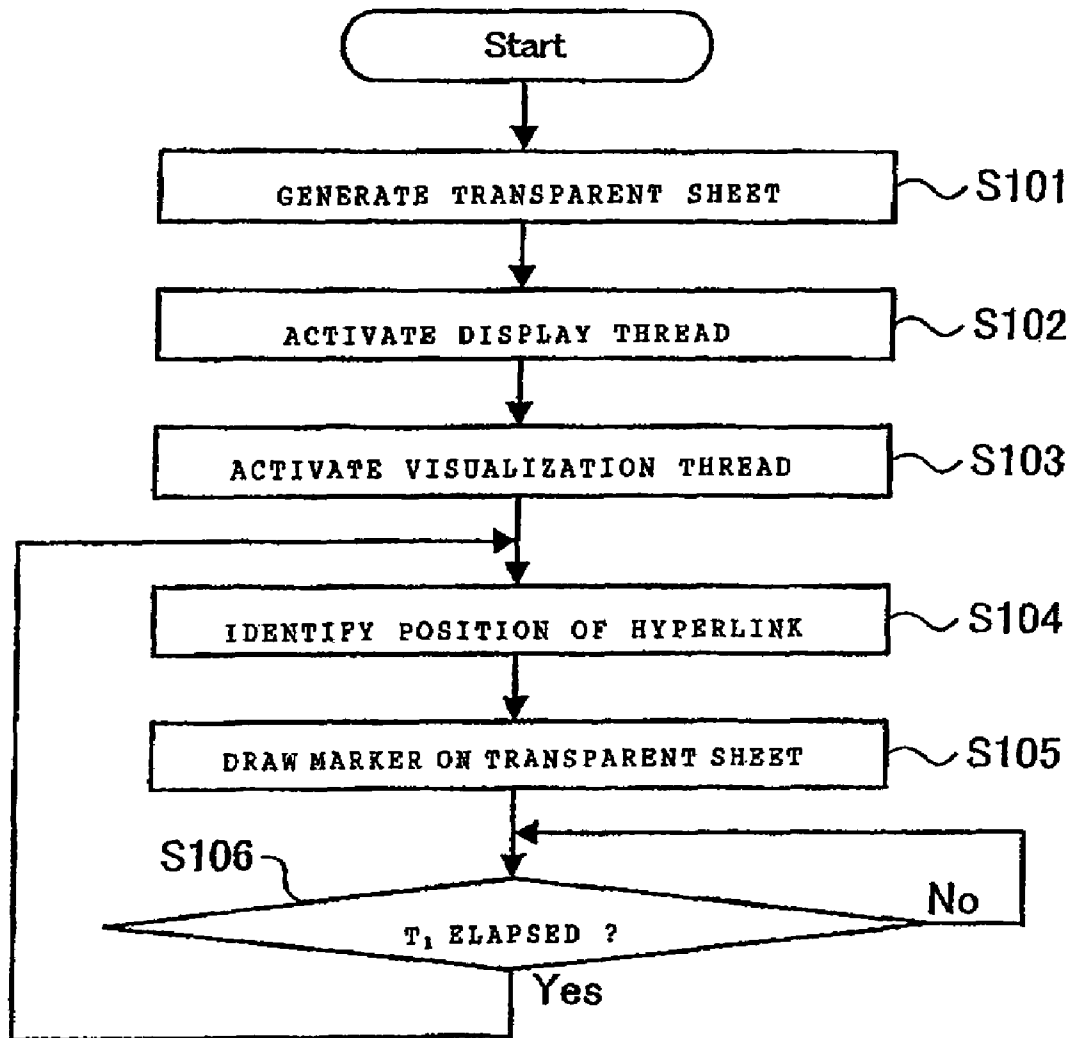 Start
GENERATE TRANSPARENT SHEET
S101
ACTIVATE DISPLAY THREAD
S102
ACTIVATE VISUALIZATION THREAD
S103
IDENTIFY POSITION OF HYPERLINK
S104
DRAW MARKER ON TRANSPARENT SHEET
S105
S106
T₁ ELAPSED ?
No
Yes